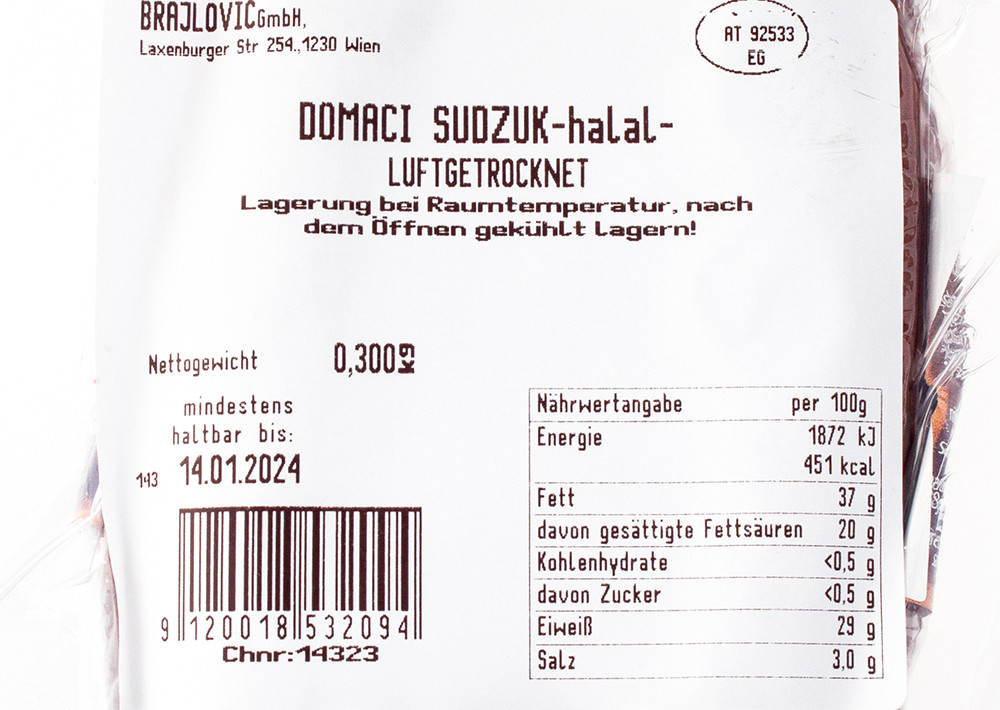 BRAJLOVIC GmbH,
Laxenburger Str 254.,1230 Wien
AT 92533
EG
DOMACI SUDZUK-halal-
LUFTGETROCKNET
Lagerung bei Raumtemperatur, nach
dem Öffnen gekühlt lagern!
Nettogewicht 0,300kg
mindestens
haltbar bis:
143 14.01.2024
9 120018 532094
Chnr:14323
Nährwertangabe per 100g
Energie 1872 kJ
451 kcal
Fett 37 g
davon gesättigte Fettsäuren 20 g
Kohlenhydrate <0,5 g
davon Zucker <0,5 g
Eiweiß 29 g
Salz 3,0 g